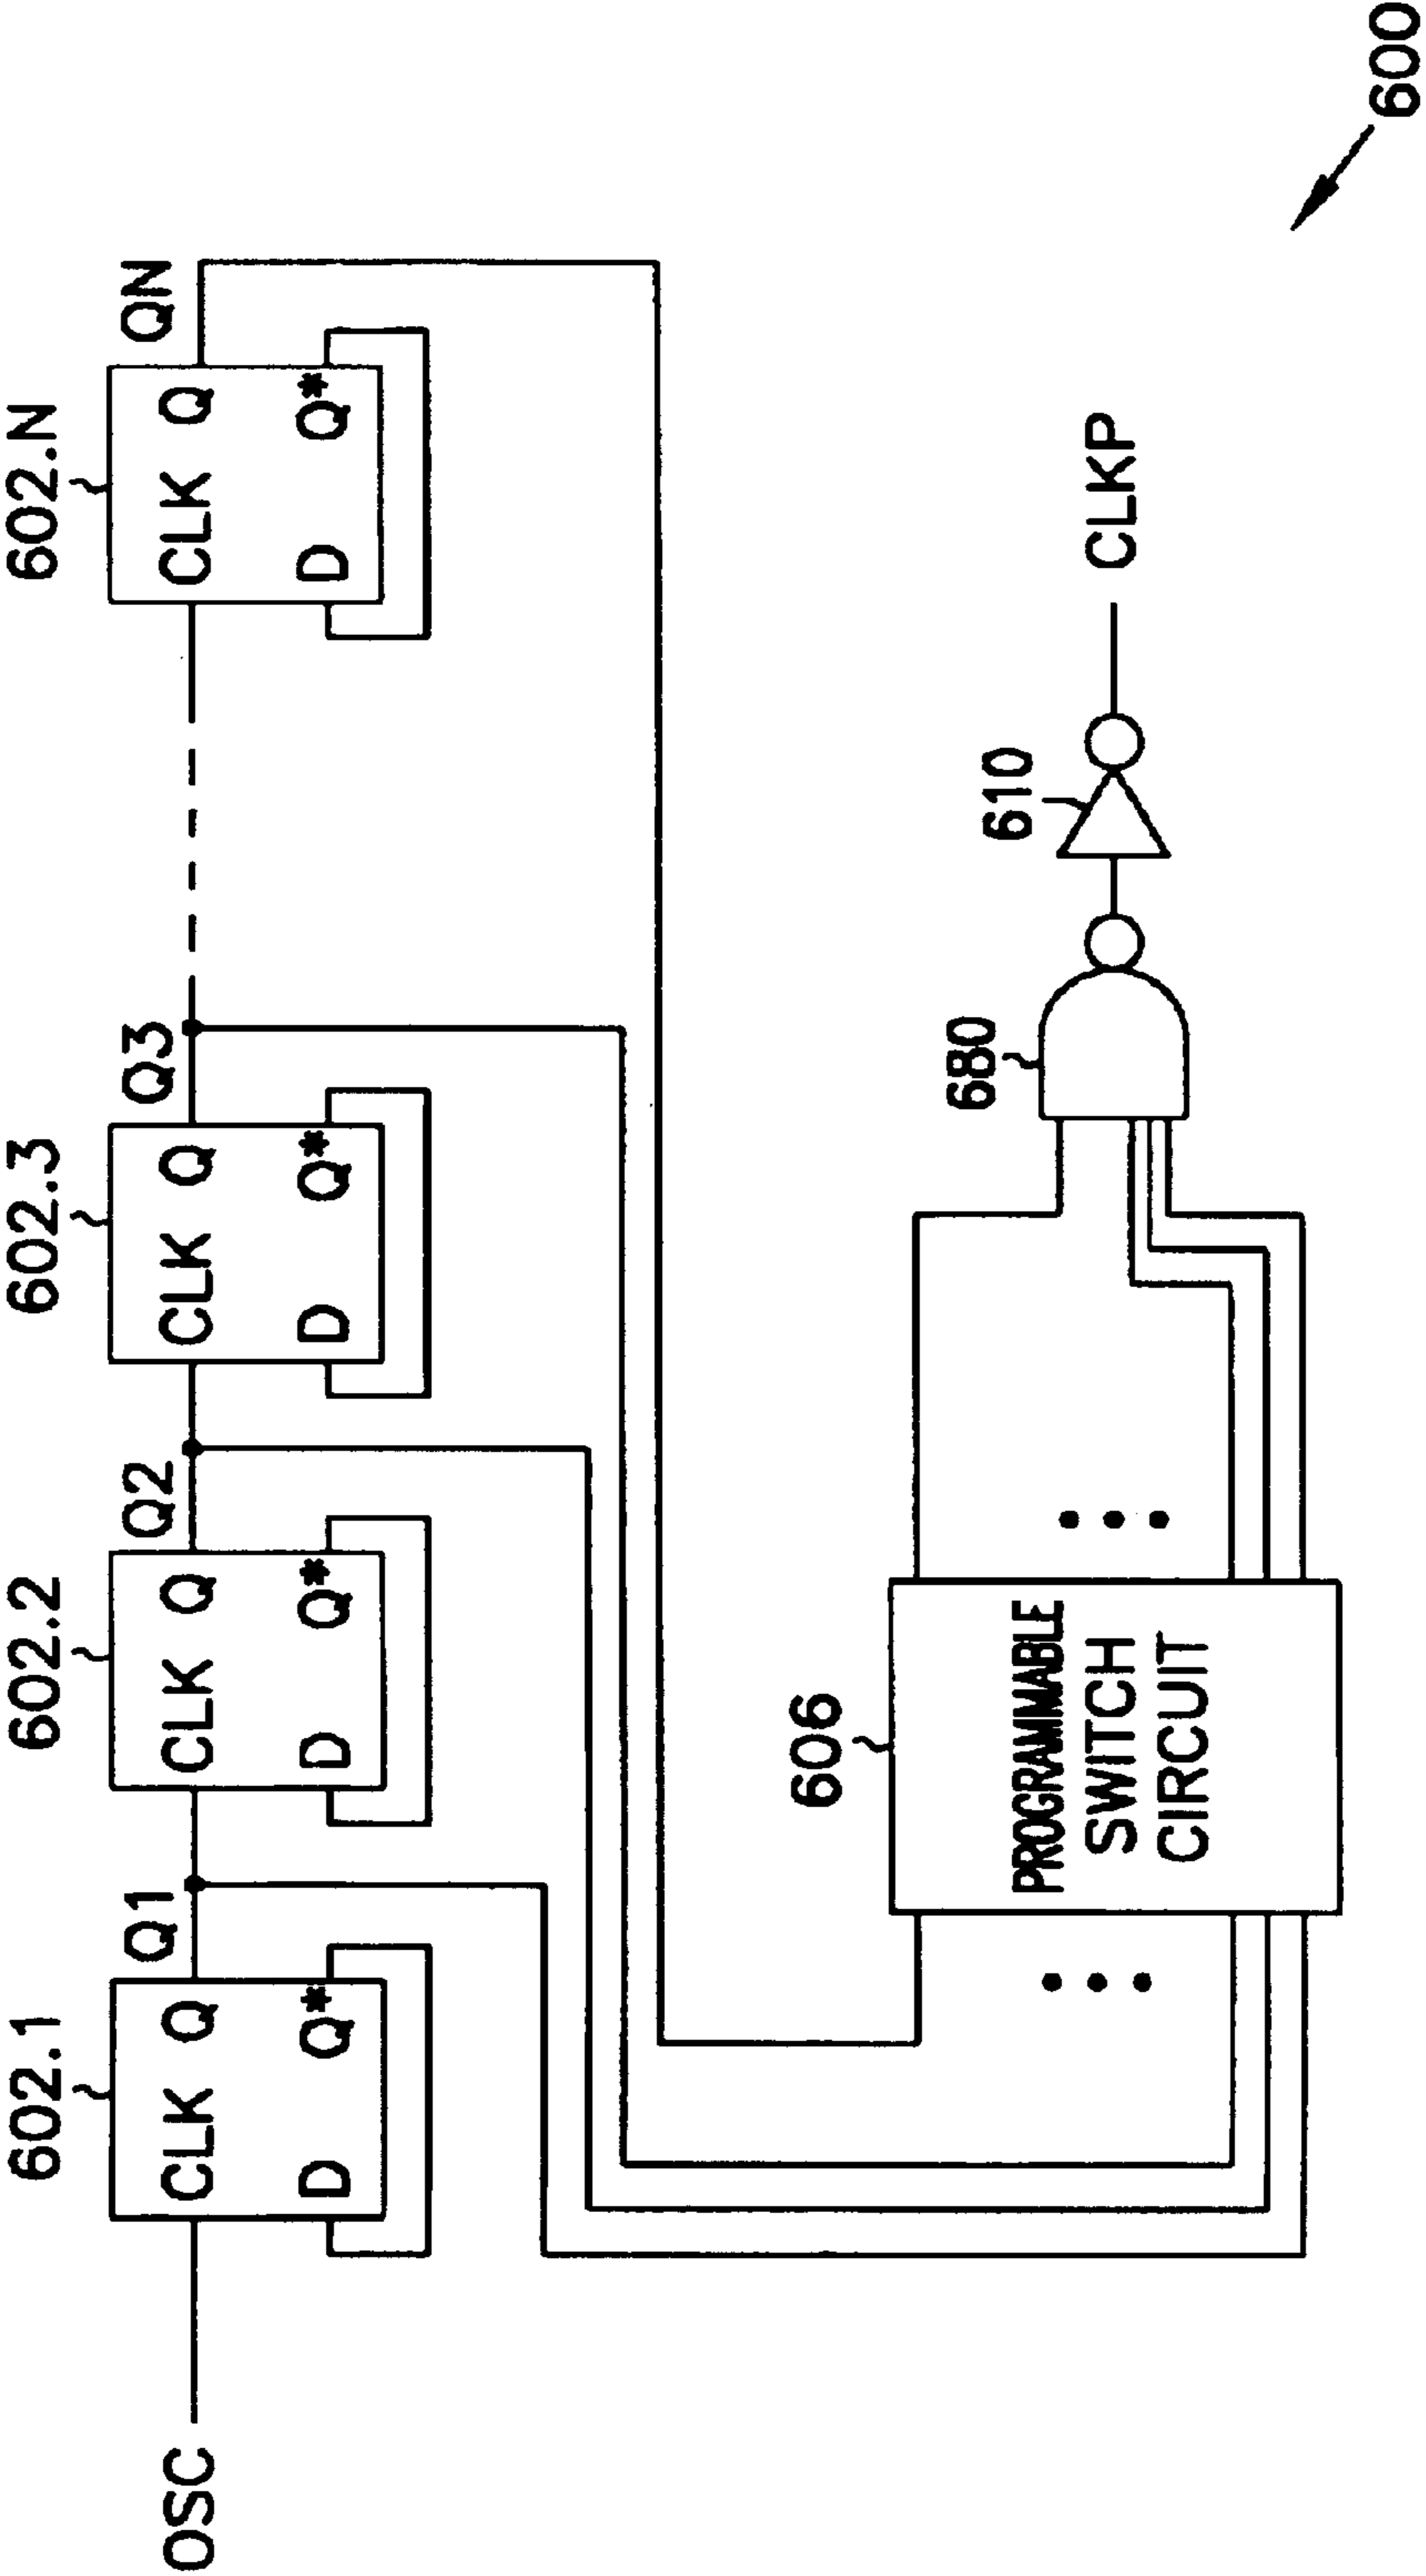 602.1
602.2
602.3
602.N
OSC
CLK Q
D Q*
Q1
CLK Q
D Q*
Q2
CLK Q
D Q*
Q3
CLK Q
D Q*
QN
606
PROGRAMMABLE
SWITCH
CIRCUIT
680
610
CLKP
600